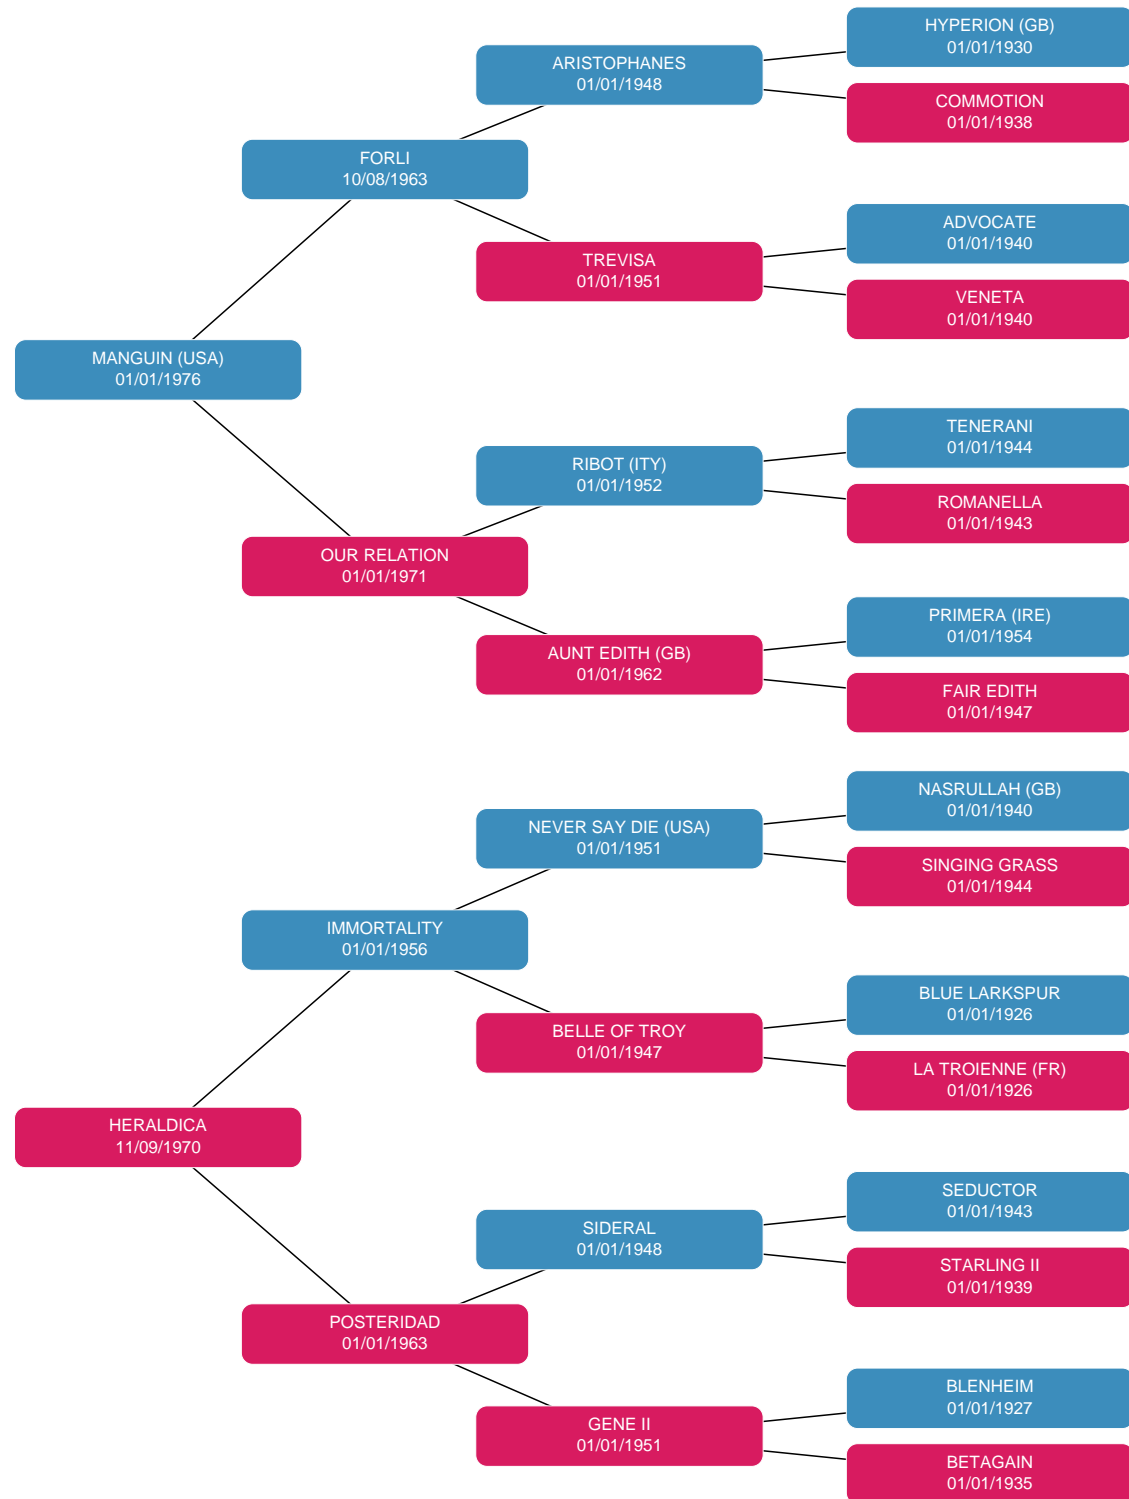 HYPERION (GB)
01/01/1930
ARISTOPHANES
01/01/1948
COMMOTION
01/01/1938
FORLI
10/08/1963
ADVOCATE
01/01/1940
TREVISA
01/01/1951
VENETA
01/01/1940
MANGUIN (USA)
01/01/1976
TENERANI
01/01/1944
RIBOT (ITY)
01/01/1952
ROMANELLA
01/01/1943
OUR RELATION
01/01/1971
PRIMERA (IRE)
01/01/1954
AUNT EDITH (GB)
01/01/1962
FAIR EDITH
01/01/1947
NASRULLAH (GB)
01/01/1940
NEVER SAY DIE (USA)
01/01/1951
SINGING GRASS
01/01/1944
IMMORTALITY
01/01/1956
BLUE LARKSPUR
01/01/1926
BELLE OF TROY
01/01/1947
LA TROIENNE (FR)
01/01/1926
HERALDICA
11/09/1970
SEDUCTOR
01/01/1943
SIDERAL
01/01/1948
STARLING II
01/01/1939
POSTERIDAD
01/01/1963
BLENHEIM
01/01/1927
GENE II
01/01/1951
BETAGAIN
01/01/1935